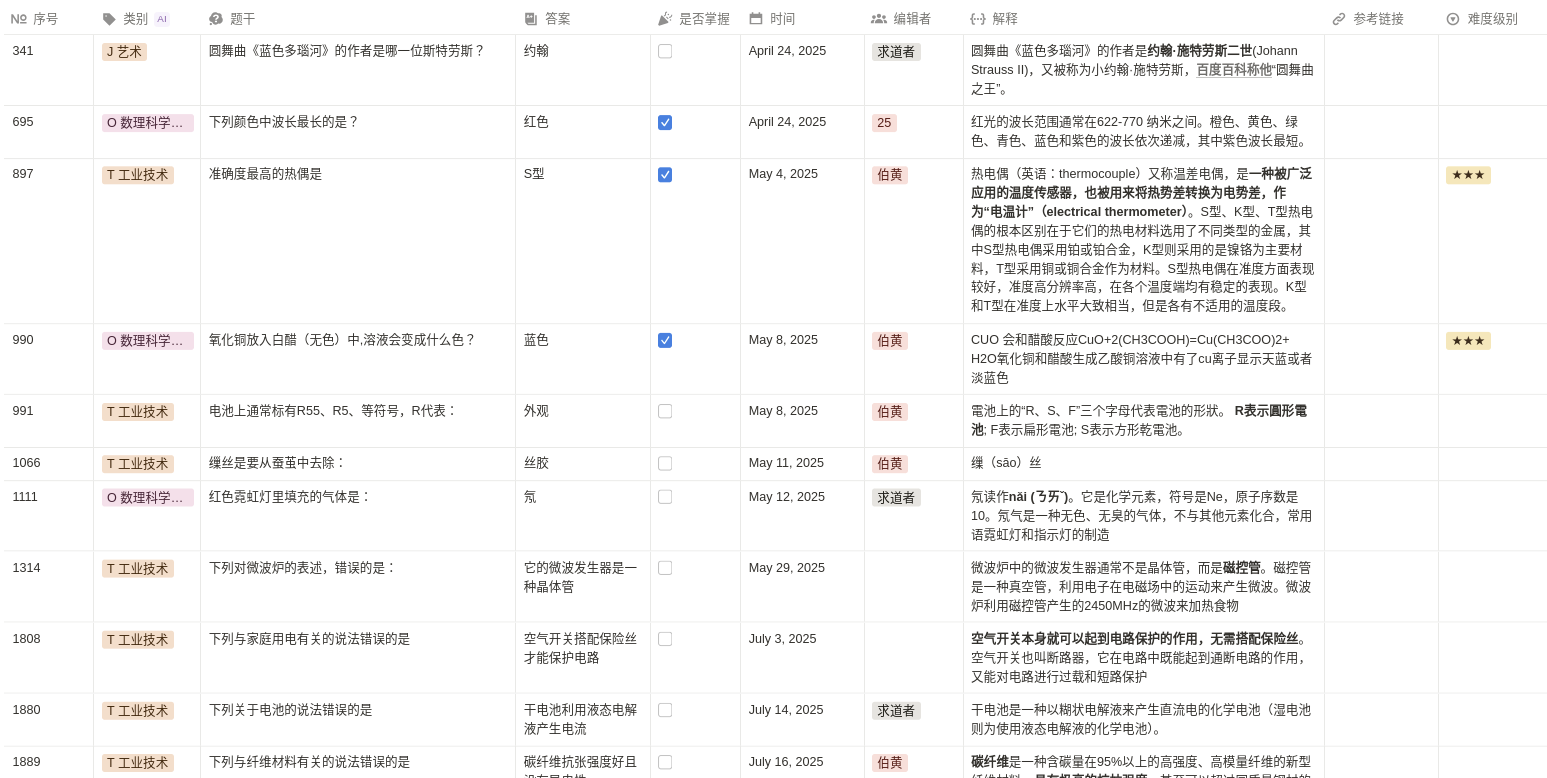 序号 类别 AI 题干 答案 是否掌握 时间 编辑者 解释 参考链接 难度级别
341 J 艺术 圆舞曲《蓝色多瑙河》的作者是哪一位斯特劳斯？ 约翰 April 24, 2025 求道者 圆舞曲《蓝色多瑙河》的作者是约翰·施特劳斯二世(Johann
Strauss II)，又被称为小约翰·施特劳斯，百度百科称他“圆舞曲
之王”。
695 O 数理科学… 下列颜色中波长最长的是？ 红色 April 24, 2025 25 红光的波长范围通常在622-770 纳米之间。橙色、黄色、绿
色、青色、蓝色和紫色的波长依次递减，其中紫色波长最短。
897 T 工业技术 准确度最高的热偶是 S型 May 4, 2025 伯黄 热电偶（英语：thermocouple）又称温差电偶，是一种被广泛 ★★★
应用的温度传感器，也被用来将热势差转换为电势差，作
为“电温计”（electrical thermometer）。S型、K型、T型热电
偶的根本区别在于它们的热电材料选用了不同类型的金属，其
中S型热电偶采用铂或铂合金，K型则采用的是镍铬为主要材
料，T型采用铜或铜合金作为材料。S型热电偶在准度方面表现
较好，准度高分辨率高，在各个温度端均有稳定的表现。K型
和T型在准度上水平大致相当，但是各有不适用的温度段。
990 O 数理科学… 氧化铜放入白醋（无色）中,溶液会变成什么色？ 蓝色 May 8, 2025 伯黄 CUO 会和醋酸反应CuO+2(CH3COOH)=Cu(CH3COO)2+ ★★★
H2O氧化铜和醋酸生成乙酸铜溶液中有了cu离子显示天蓝或者
淡蓝色
991 T 工业技术 电池上通常标有R55、R5、等符号，R代表： 外观 May 8, 2025 伯黄 電池上的“R、S、F”三个字母代表電池的形狀。 R表示圓形電
池; F表示扁形電池; S表示方形乾電池。
1066 T 工业技术 缫丝是要从蚕茧中去除： 丝胶 May 11, 2025 伯黄 缫（sāo）丝
1111 O 数理科学… 红色霓虹灯里填充的气体是： 氖 May 12, 2025 求道者 氖读作nǎi (ㄋㄞˇ)。它是化学元素，符号是Ne，原子序数是
10。氖气是一种无色、无臭的气体，不与其他元素化合，常用
语霓虹灯和指示灯的制造
1314 T 工业技术 下列对微波炉的表述，错误的是： 它的微波发生器是一 May 29, 2025 微波炉中的微波发生器通常不是晶体管，而是磁控管。磁控管
种晶体管 是一种真空管，利用电子在电磁场中的运动来产生微波。微波
炉利用磁控管产生的2450MHz的微波来加热食物
1808 T 工业技术 下列与家庭用电有关的说法错误的是 空气开关搭配保险丝 July 3, 2025 空气开关本身就可以起到电路保护的作用，无需搭配保险丝。
才能保护电路 空气开关也叫断路器，它在电路中既能起到通断电路的作用，
又能对电路进行过载和短路保护
1880 T 工业技术 下列关于电池的说法错误的是 干电池利用液态电解 July 14, 2025 求道者 干电池是一种以糊状电解液来产生直流电的化学电池（湿电池
液产生电流 则为使用液态电解液的化学电池）。
1889 T 工业技术 下列与纤维材料有关的说法错误的是 碳纤维抗张强度好且 July 16, 2025 伯黄 碳纤维是一种含碳量在95%以上的高强度、高模量纤维的新型